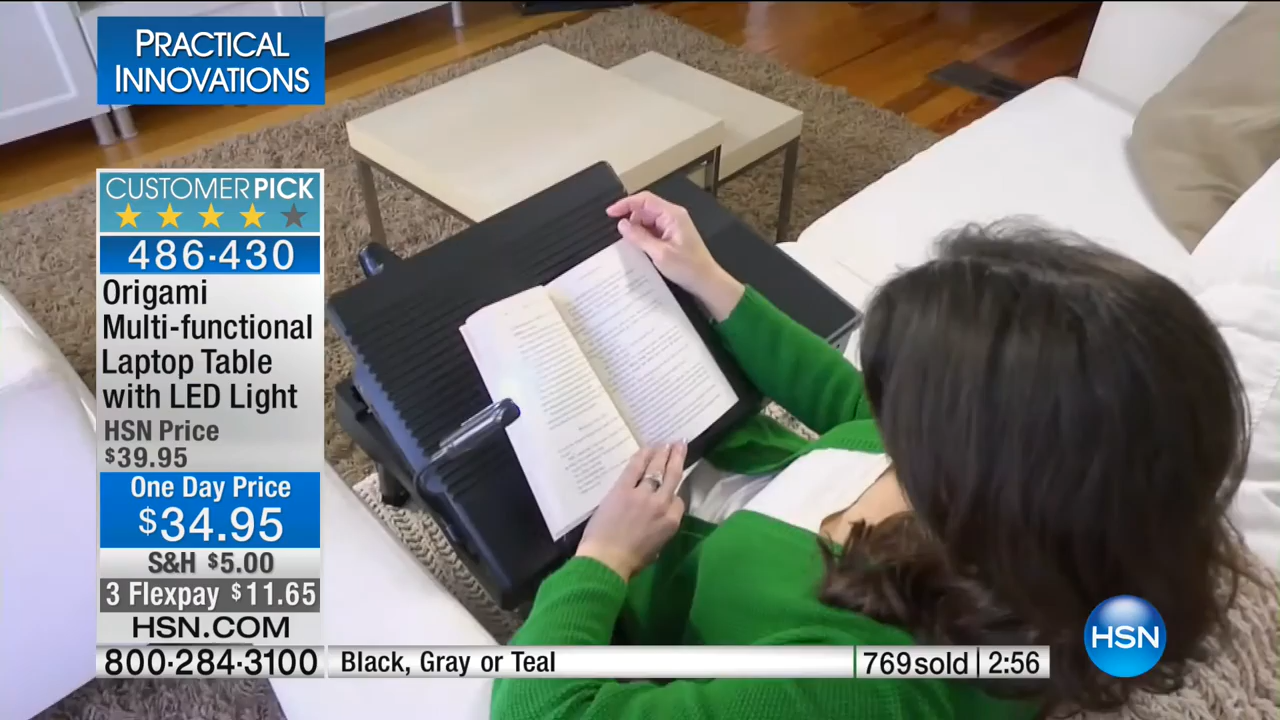 PRACTICAL
INNOVATIONS
CUSTOMER PICK
486-430
Origami
Multi-functional
Laptop Table
with LED Light
HSN Price
$39.95
One Day Price
$34.95
S&H $5.00
3 Flexpay $11.65
HSN.COM
800-284-3100
Black, Gray or Teal
769 sold
2:56
HSN